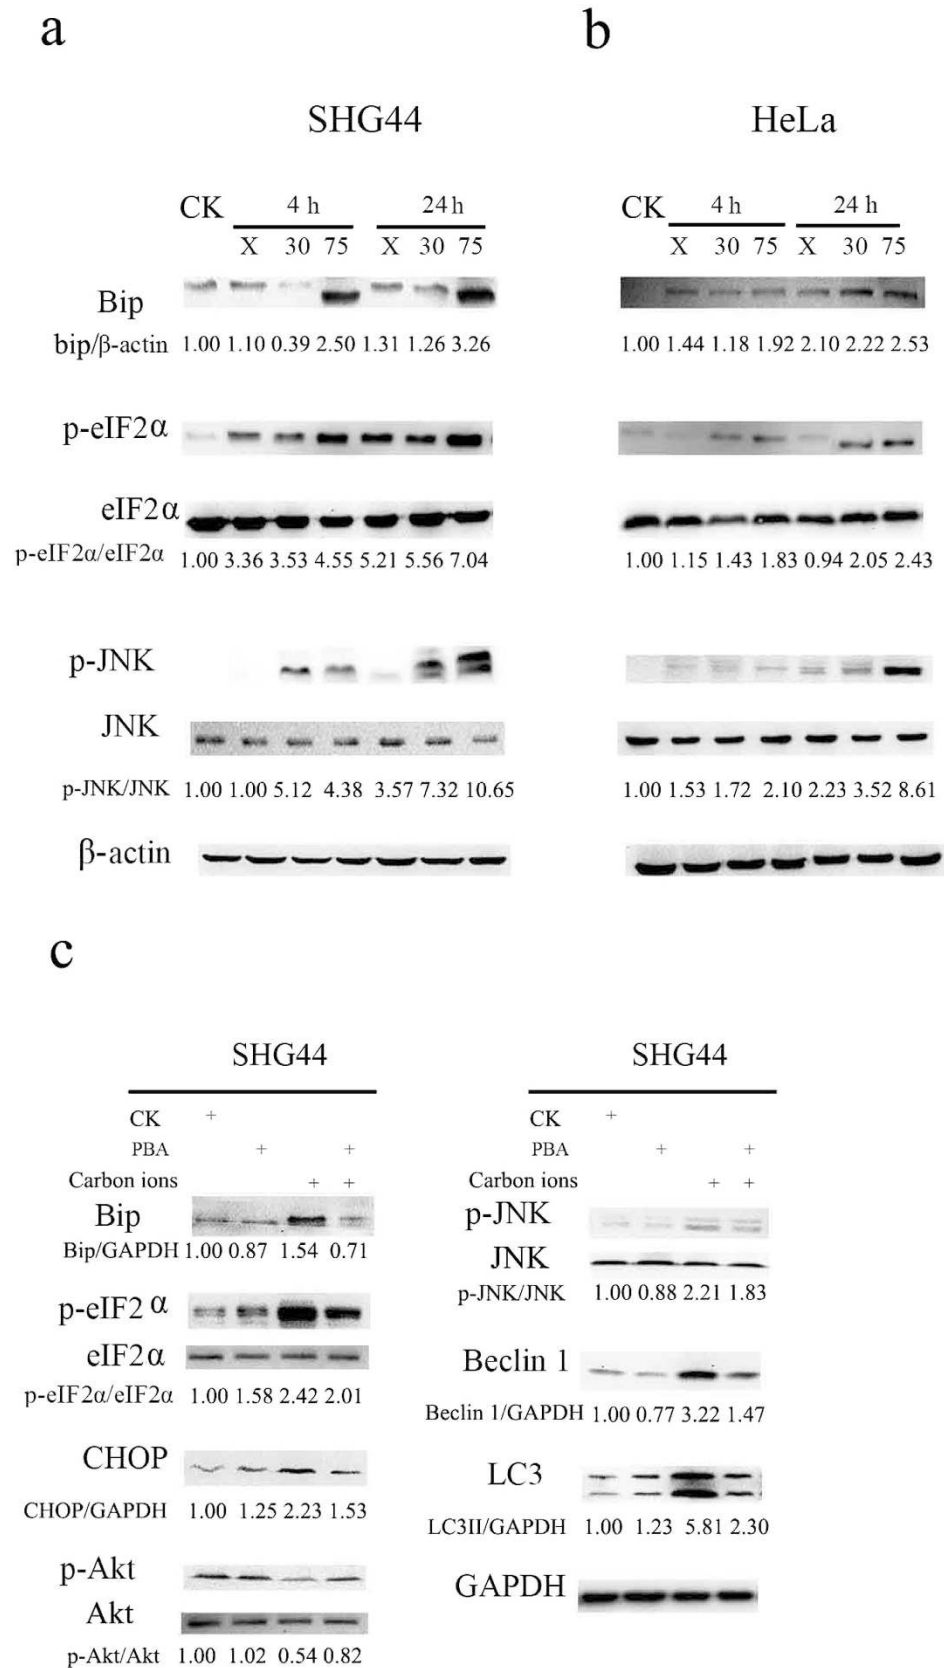 a
b
SHG44
HeLa
CK 4 h 24 h
X 30 75 X 30 75
CK 4 h 24 h
X 30 75 X 30 75
Bip
bip/β-actin 1.00 1.10 0.39 2.50 1.31 1.26 3.26
1.00 1.44 1.18 1.92 2.10 2.22 2.53
p-eIF2α
eIF2α
p-eIF2α/eIF2α 1.00 3.36 3.53 4.55 5.21 5.56 7.04
1.00 1.15 1.43 1.83 0.94 2.05 2.43
p-JNK
JNK
p-JNK/JNK 1.00 1.00 5.12 4.38 3.57 7.32 10.65
1.00 1.53 1.72 2.10 2.23 3.52 8.61
β-actin
c
SHG44
CK +
PBA + +
Carbon ions + +
Bip
Bip/GAPDH 1.00 0.87 1.54 0.71
p-eIF2 α
eIF2α
p-eIF2α/eIF2α 1.00 1.58 2.42 2.01
CHOP
CHOP/GAPDH 1.00 1.25 2.23 1.53
p-Akt
Akt
p-Akt/Akt 1.00 1.02 0.54 0.82
SHG44
CK +
PBA + +
Carbon ions + +
p-JNK
JNK
p-JNK/JNK 1.00 0.88 2.21 1.83
Beclin 1
Beclin 1/GAPDH 1.00 0.77 3.22 1.47
LC3
LC3II/GAPDH 1.00 1.23 5.81 2.30
GAPDH